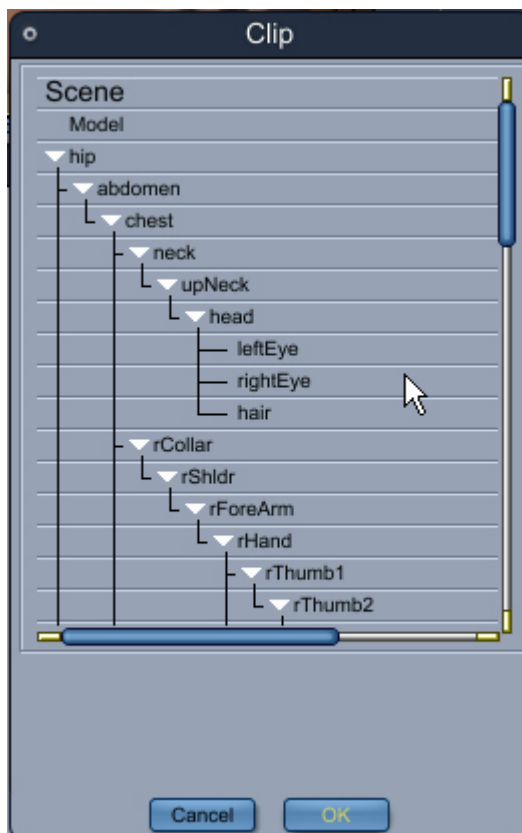 Clip
Scene
Model
hip
abdomen
chest
neck
upNeck
head
leftEye
rightEye
hair
rCollar
rShldr
rForeArm
rHand
rThumb1
rThumb2
Cancel
OK